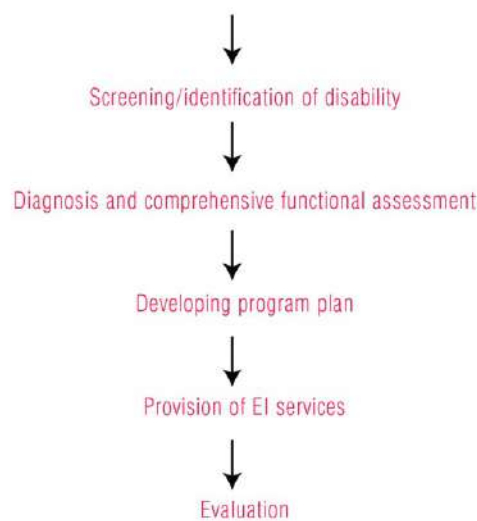 Screening/identification of disability
Diagnosis and comprehensive functional assessment
Developing program plan
Provision of EI services
Evaluation